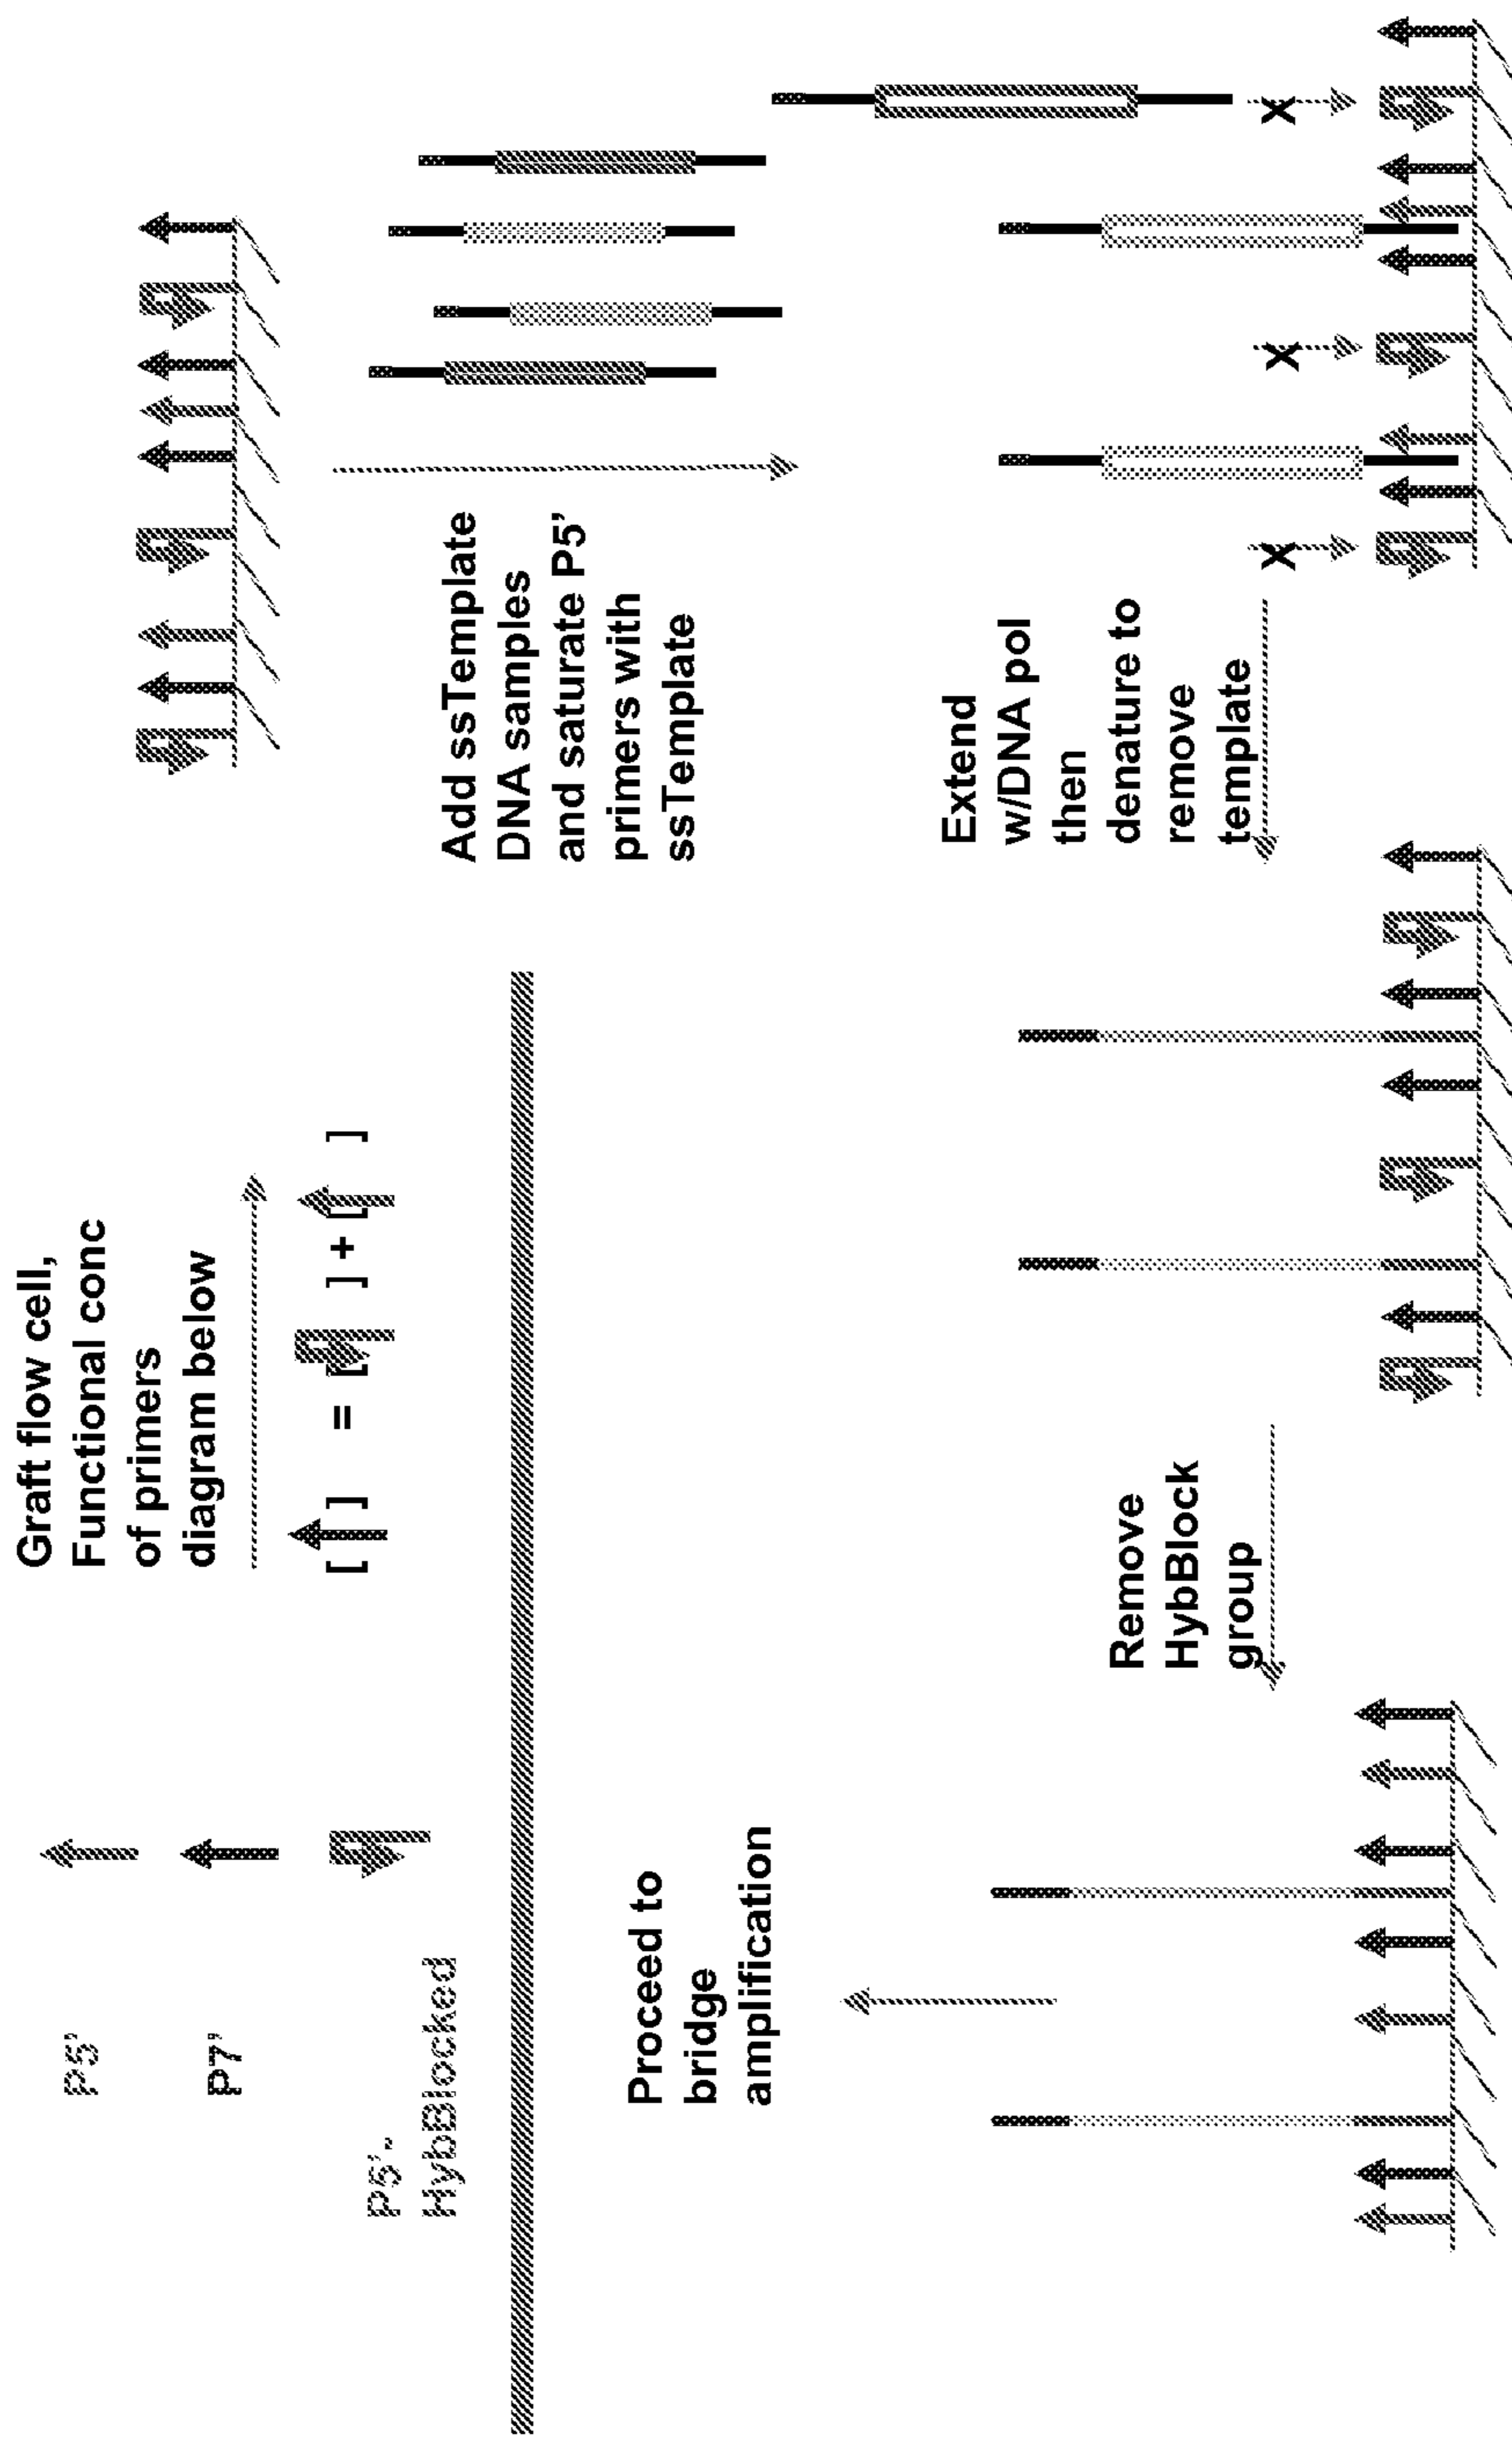 P5'
P7'
P5'-
HybBlocked
Graft flow cell,
Functional conc
of primers
diagram below
[ ] = [ ] + [ ]
Add ssTemplate
DNA samples
and saturate P5'
primers with
ssTemplate
X
X
X
Extend
w/DNA pol
then
denature to
remove
template
Remove
HybBlock
group
Proceed to
bridge
amplification